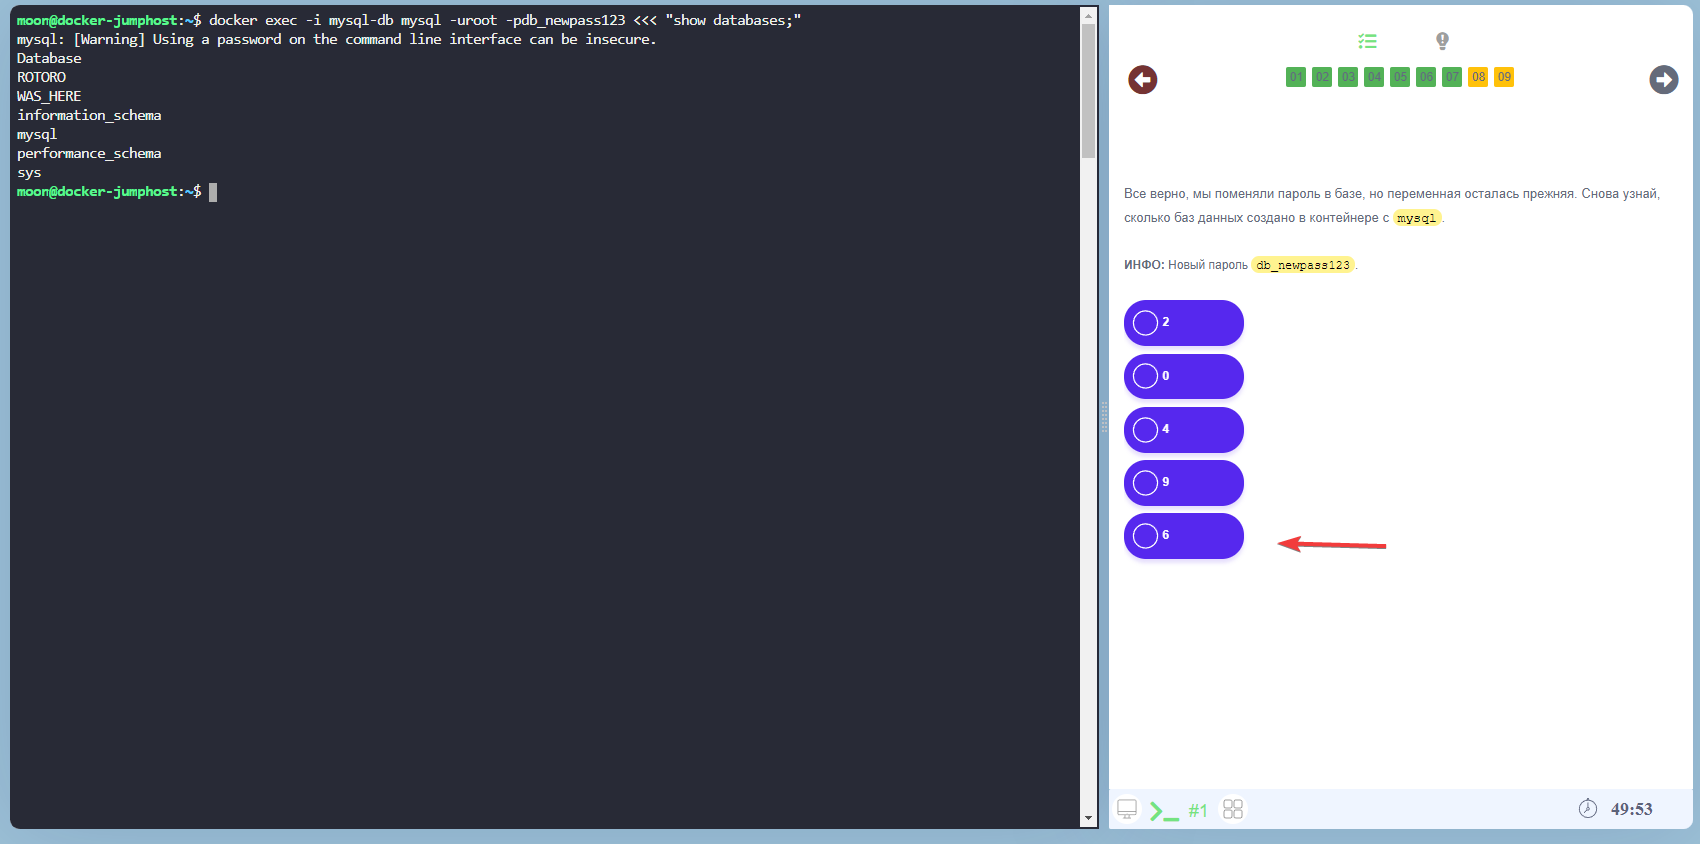 moon@docker-jumphost:~$ docker exec -i mysql-db mysql -uroot -pdb_newpass123 <<< "show databases;"
mysql: [Warning] Using a password on the command line interface can be insecure.
Database
ROTORO
WAS_HERE
information_schema
mysql
performance_schema
sys
moon@docker-jumphost:~$
01 02 03 04 05 06 07 08 09
Все верно, мы поменяли пароль в базе, но переменная осталась прежняя. Снова узнай,
сколько баз данных создано в контейнере с mysql.
ИНФО: Новый пароль db_newpass123.
2
0
4
9
6
#1
49:53